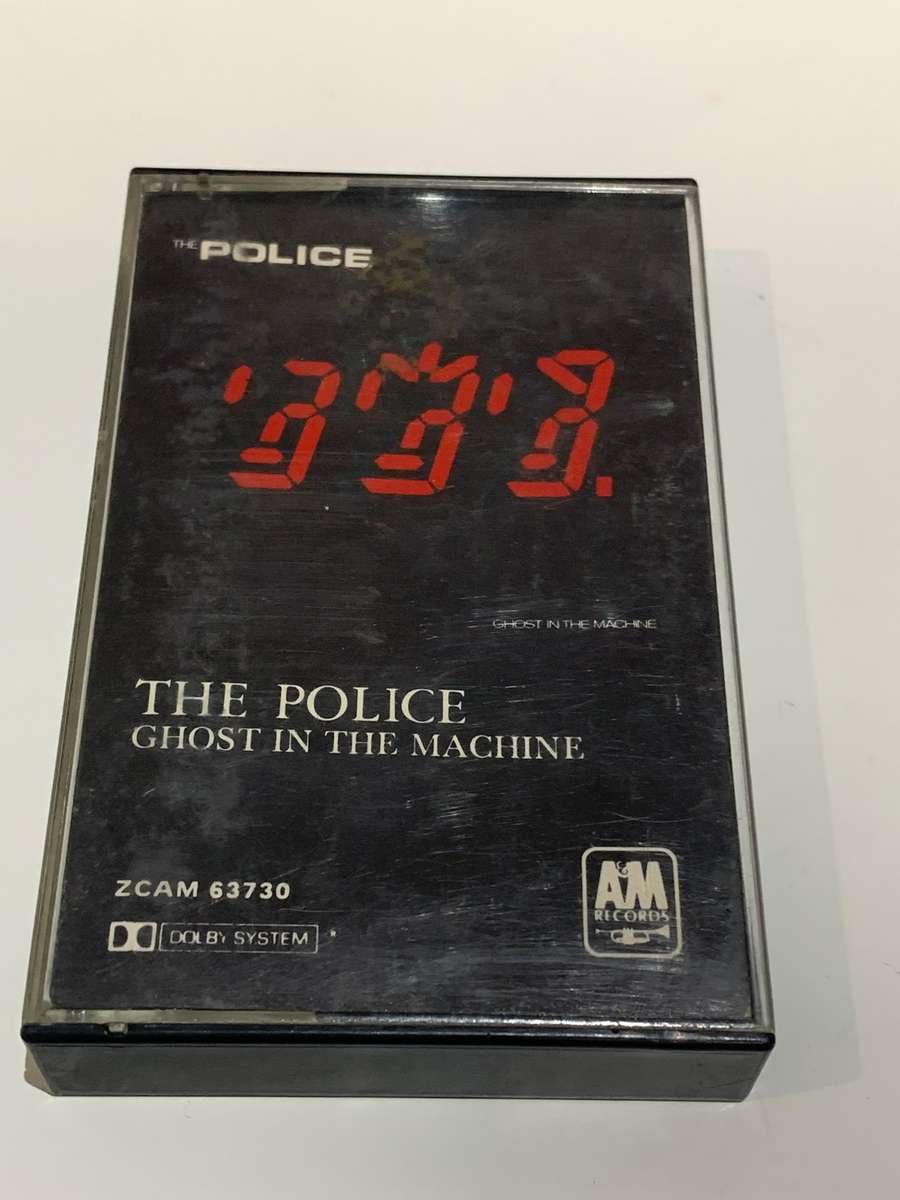 THE POLICE
GHOST IN THE MACHINE
THE POLICE
GHOST IN THE MACHINE
ZCAM 63730
DOLBY SYSTEM
A&M
RECORDS